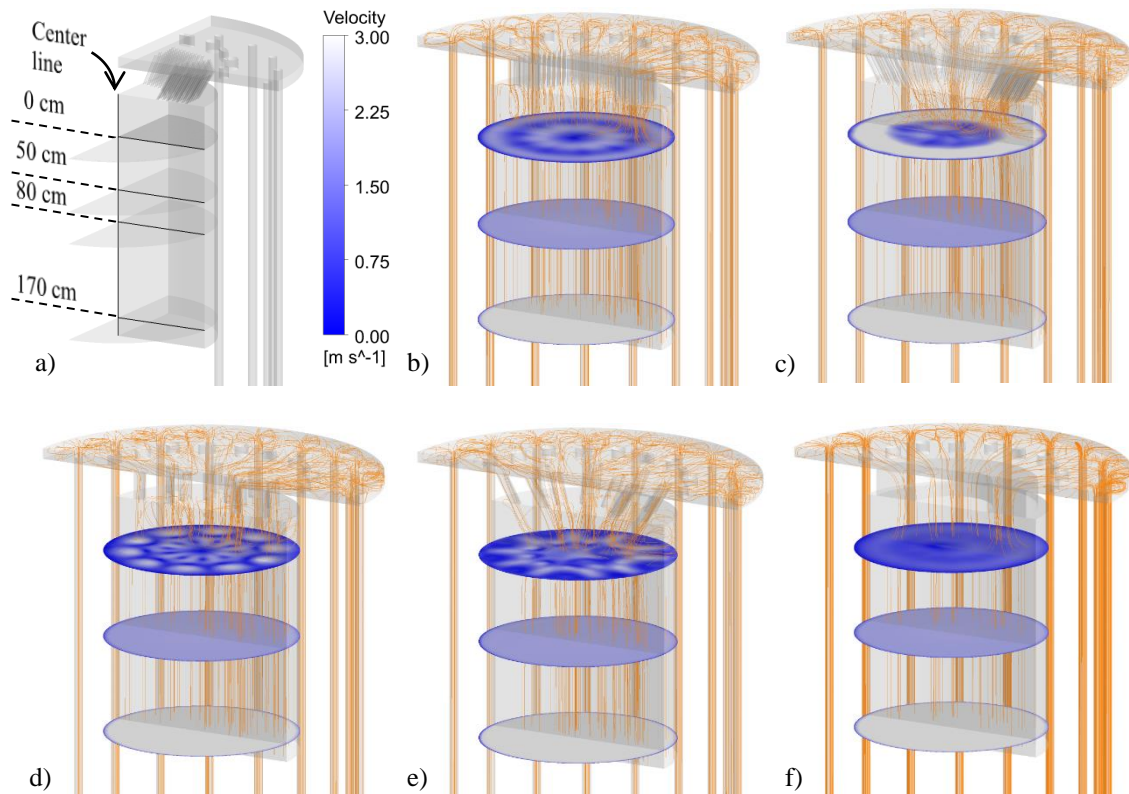 Center
line
0 cm
50 cm
80 cm
170 cm
a)
Velocity
3.00
2.25
1.50
0.75
0.00
[m s^-1]
b)
c)
d)
e)
f)